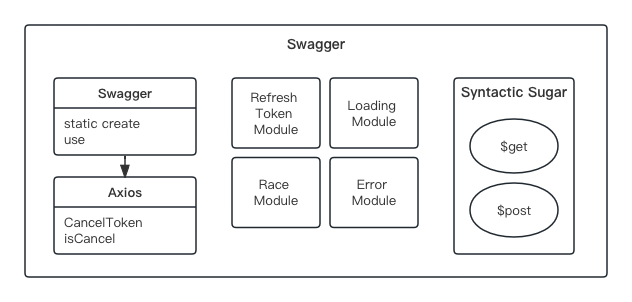 Swagger
Swagger
static create
use
Axios
CancelToken
isCancel
Refresh
Token
Module
Loading
Module
Race
Module
Error
Module
Syntactic Sugar
$get
$post